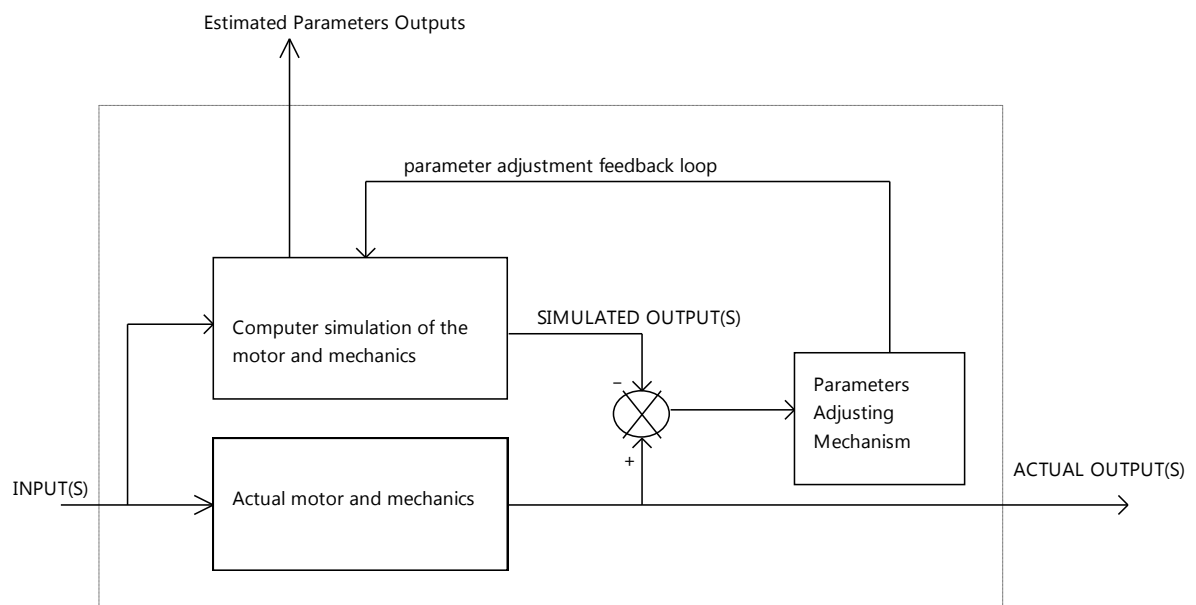 Estimated Parameters Outputs
parameter adjustment feedback loop
Computer simulation of the
motor and mechanics
SIMULATED OUTPUT(S)
–
Parameters
Adjusting
Mechanism
+
INPUT(S)
Actual motor and mechanics
ACTUAL OUTPUT(S)